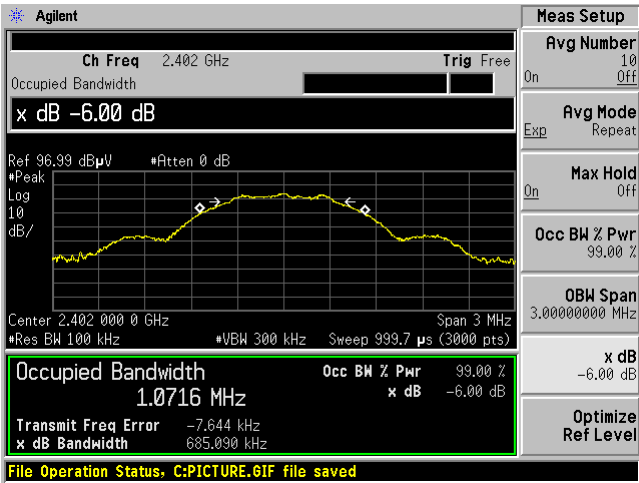 Agilent
Meas Setup
Ch Freq 2.402 GHz Trig Free
Occupied Bandwidth
x dB -6.00 dB
Ref 96.99 dBµV #Atten 0 dB
#Peak
Log
10
dB/
Center 2.402 000 0 GHz Span 3 MHz
#Res BW 100 kHz #VBW 300 kHz Sweep 999.7 µs (3000 pts)
Occupied Bandwidth Occ BW % Pwr 99.00 %
1.0716 MHz x dB -6.00 dB
Transmit Freq Error -7.644 kHz
x dB Bandwidth 685.090 kHz
File Operation Status, C:PICTURE.GIF file saved
Avg Number
10
On Off
Avg Mode
Exp Repeat
Max Hold
On Off
Occ BW % Pwr
99.00 %
OBW Span
3.00000000 MHz
x dB
-6.00 dB
Optimize
Ref Level